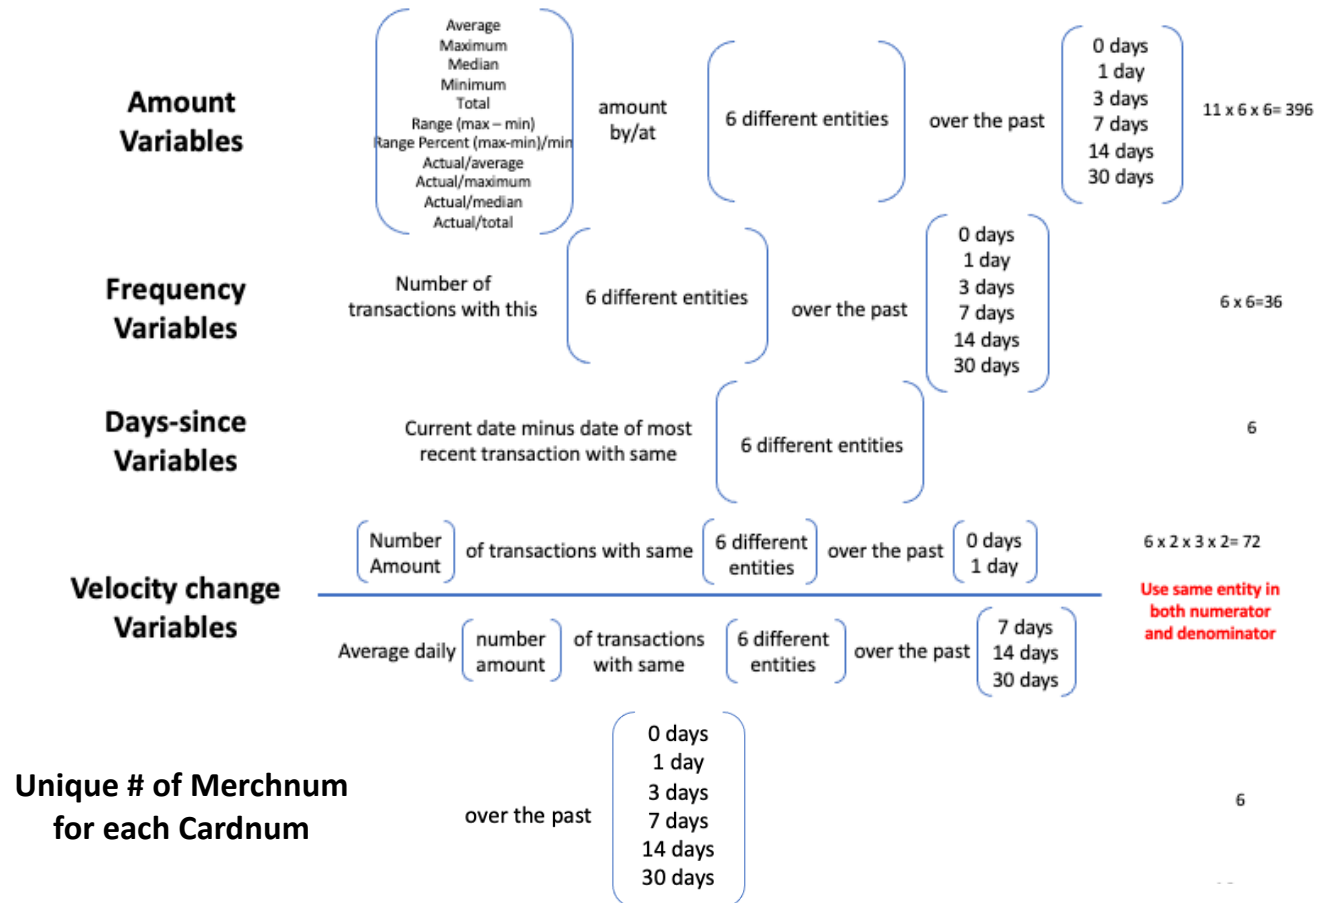 Amount
Variables
Average
Maximum
Median
Minimum
Total
Range (max – min)
Range Percent (max-min)/min
Actual/average
Actual/maximum
Actual/median
Actual/total
amount
by/at
6 different entities
over the past
0 days
1 day
3 days
7 days
14 days
30 days
11 x 6 x 6= 396
Frequency
Variables
Number of
transactions with this
6 different entities
over the past
0 days
1 day
3 days
7 days
14 days
30 days
6 x 6=36
Days-since
Variables
Current date minus date of most
recent transaction with same
6 different entities
6
Velocity change
Variables
Number
Amount
of transactions with same
6 different
entities
over the past
0 days
1 day
6 x 2 x 3 x 2= 72
Use same entity in
both numerator
and denominator
Average daily
number
amount
of transactions
with same
6 different
entities
over the past
7 days
14 days
30 days
Unique # of Merchnum
for each Cardnum
over the past
0 days
1 day
3 days
7 days
14 days
30 days
6